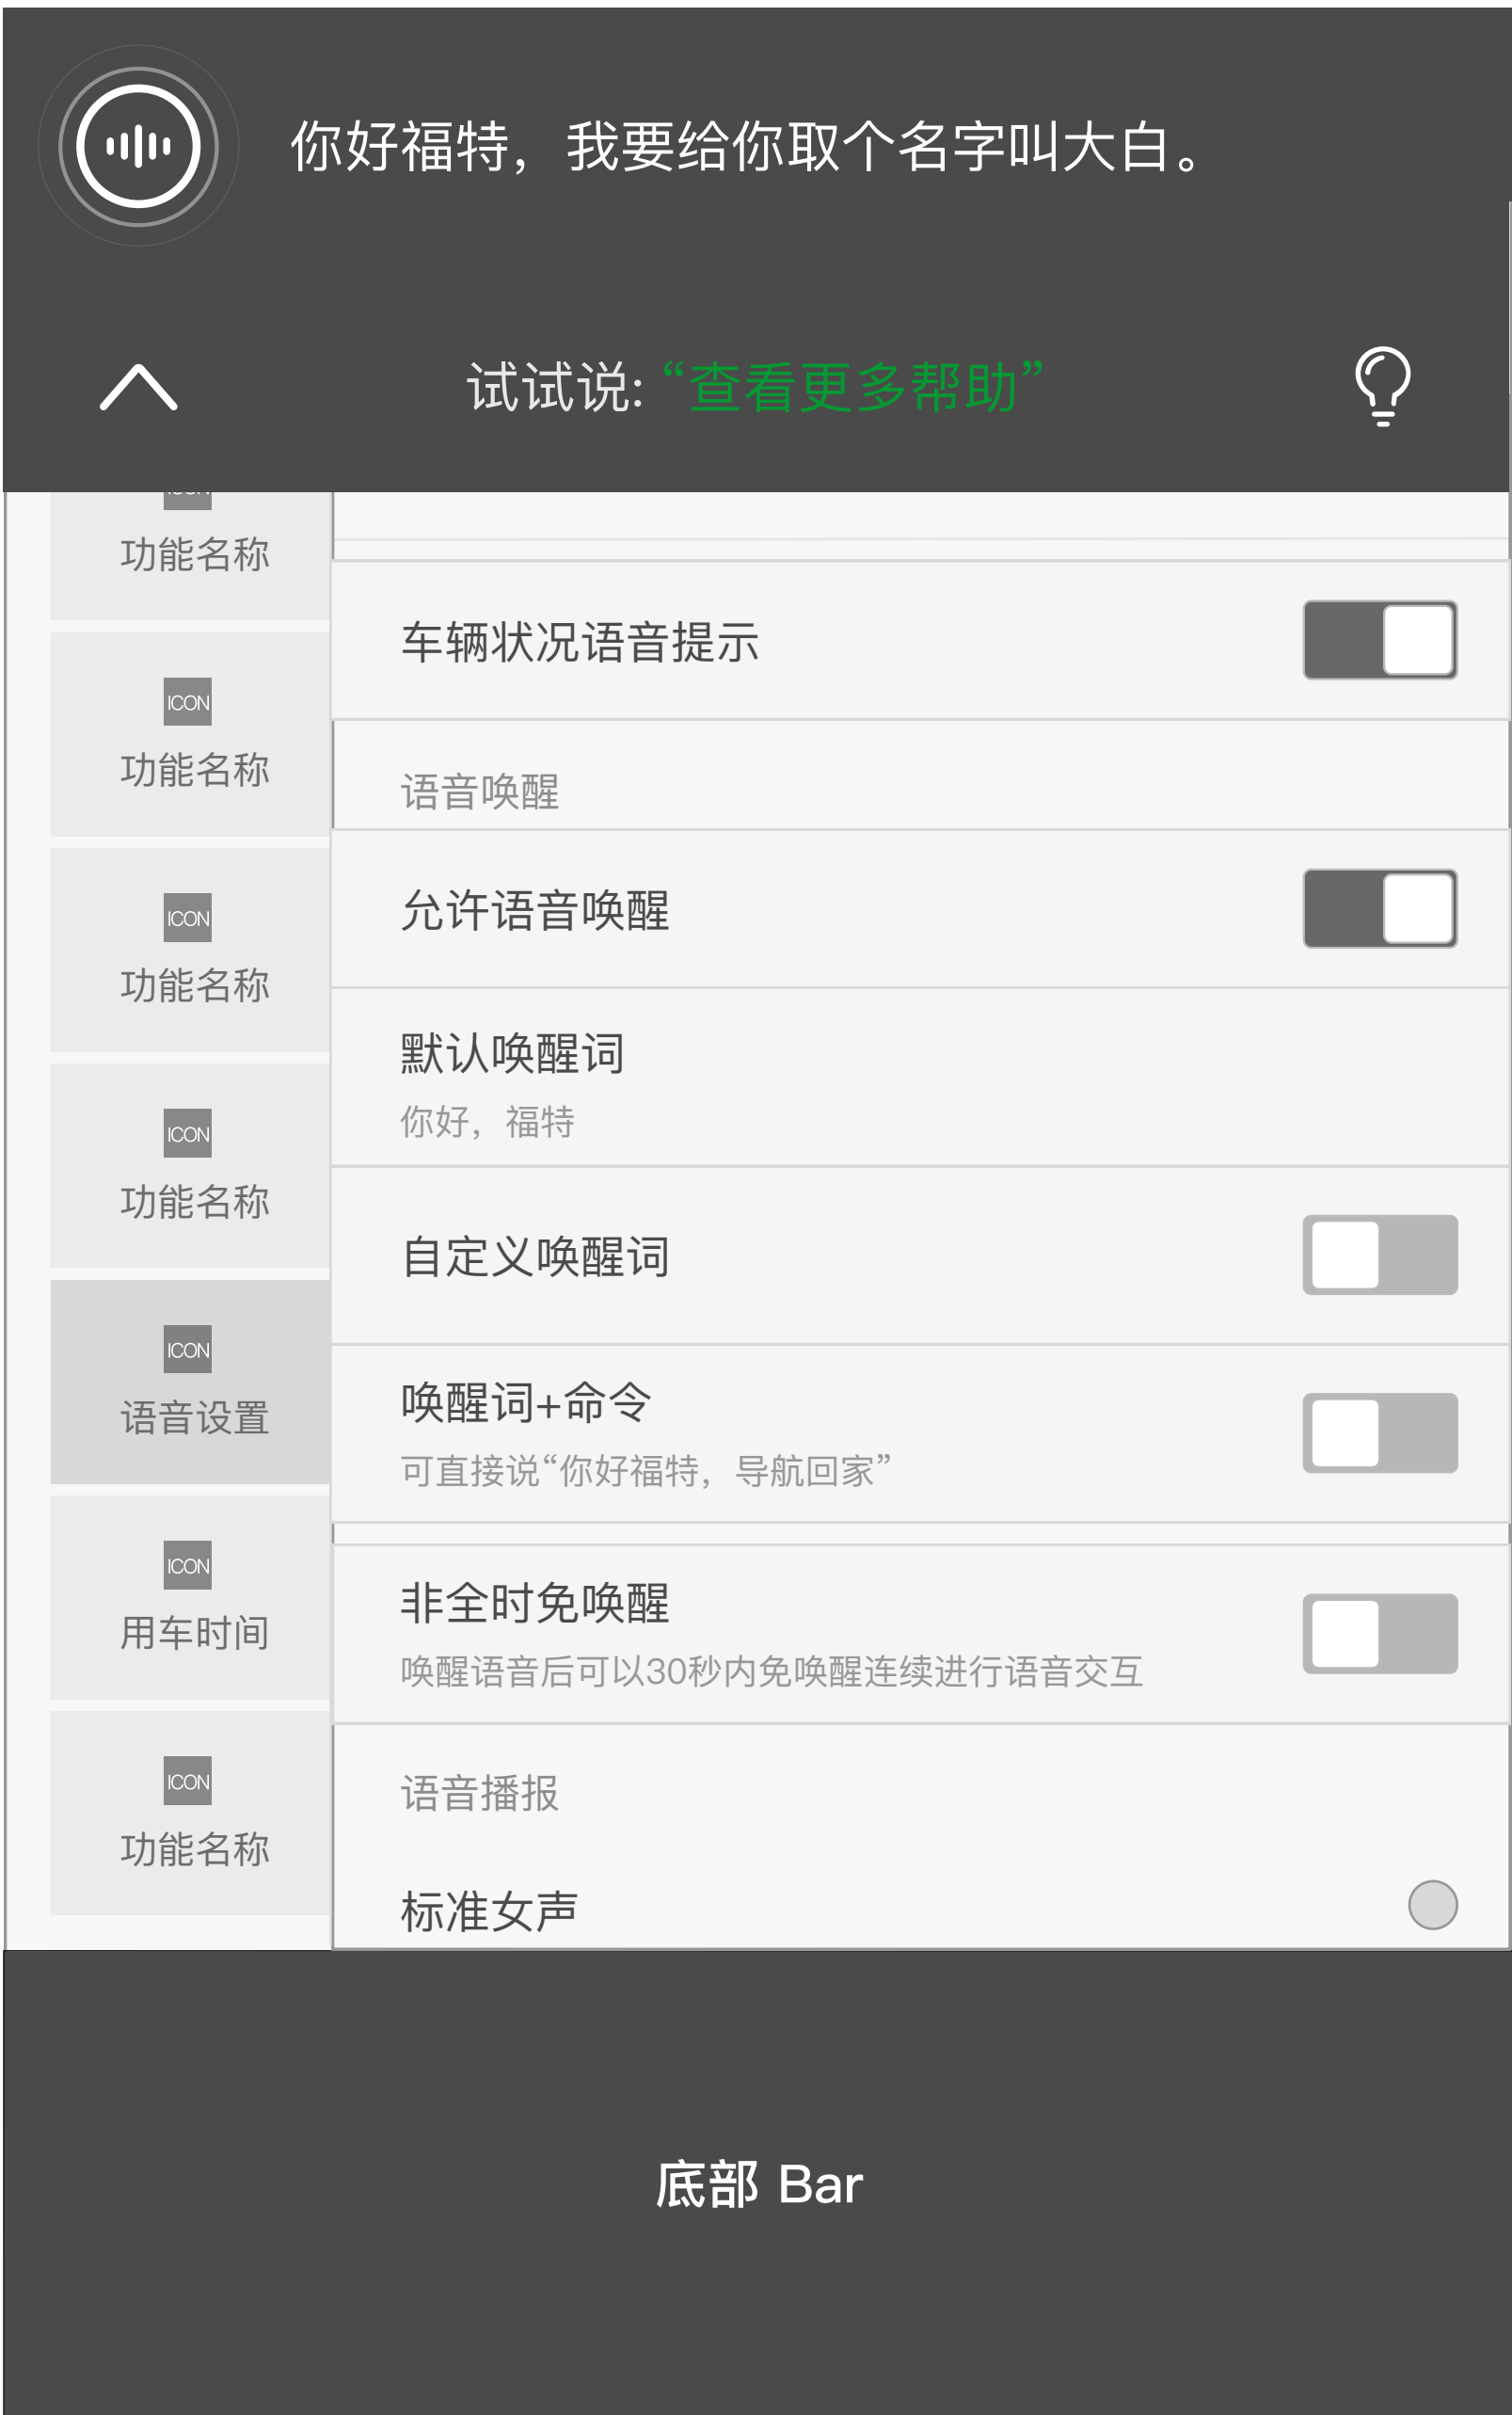 你好福特，我要给你取个名字叫大白。
试试说: “查看更多帮助”
功能名称
车辆状况语音提示
ICON
功能名称
语音唤醒
ICON
功能名称
允许语音唤醒
默认唤醒词
你好，福特
ICON
功能名称
自定义唤醒词
ICON
语音设置
唤醒词+命令
可直接说“你好福特，导航回家”
ICON
用车时间
非全时免唤醒
唤醒语音后可以30秒内免唤醒连续进行语音交互
ICON
功能名称
语音播报
标准女声
底部 Bar